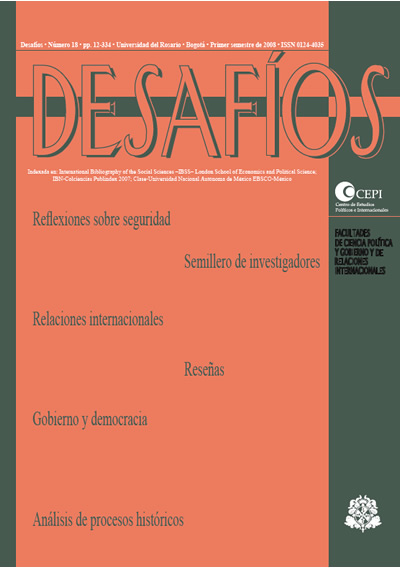 Desafíos • Número 18 • pp. 12-334 • Universidad del Rosario • Bogotá • Primer semestre de 2008 • ISSN 0124-4035
DESAFÍOS
Indexada en: International Bibliography of the Social Sciences –IBSS– London School of Economics and Political Science;
IBN-Colciencias Publindex 2007; Clase-Universidad Nacional Autónoma de México EBSCO-Mexico
CEPI
Centro de Estudios
Políticos e Internacionales
FACULTADES
DE CIENCIA POLÍTICA
Y GOBIERNO Y DE
RELACIONES
INTERNACIONALES
Reflexiones sobre seguridad
Semillero de investigadores
Relaciones internacionales
Reseñas
Gobierno y democracia
Análisis de procesos históricos